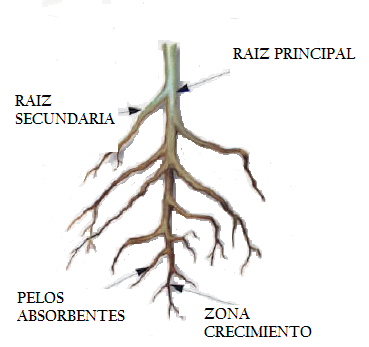 RAIZ PRINCIPAL
RAIZ
SECUNDARIA
PELOS
ABSORBENTES
ZONA
CRECIMIENTO